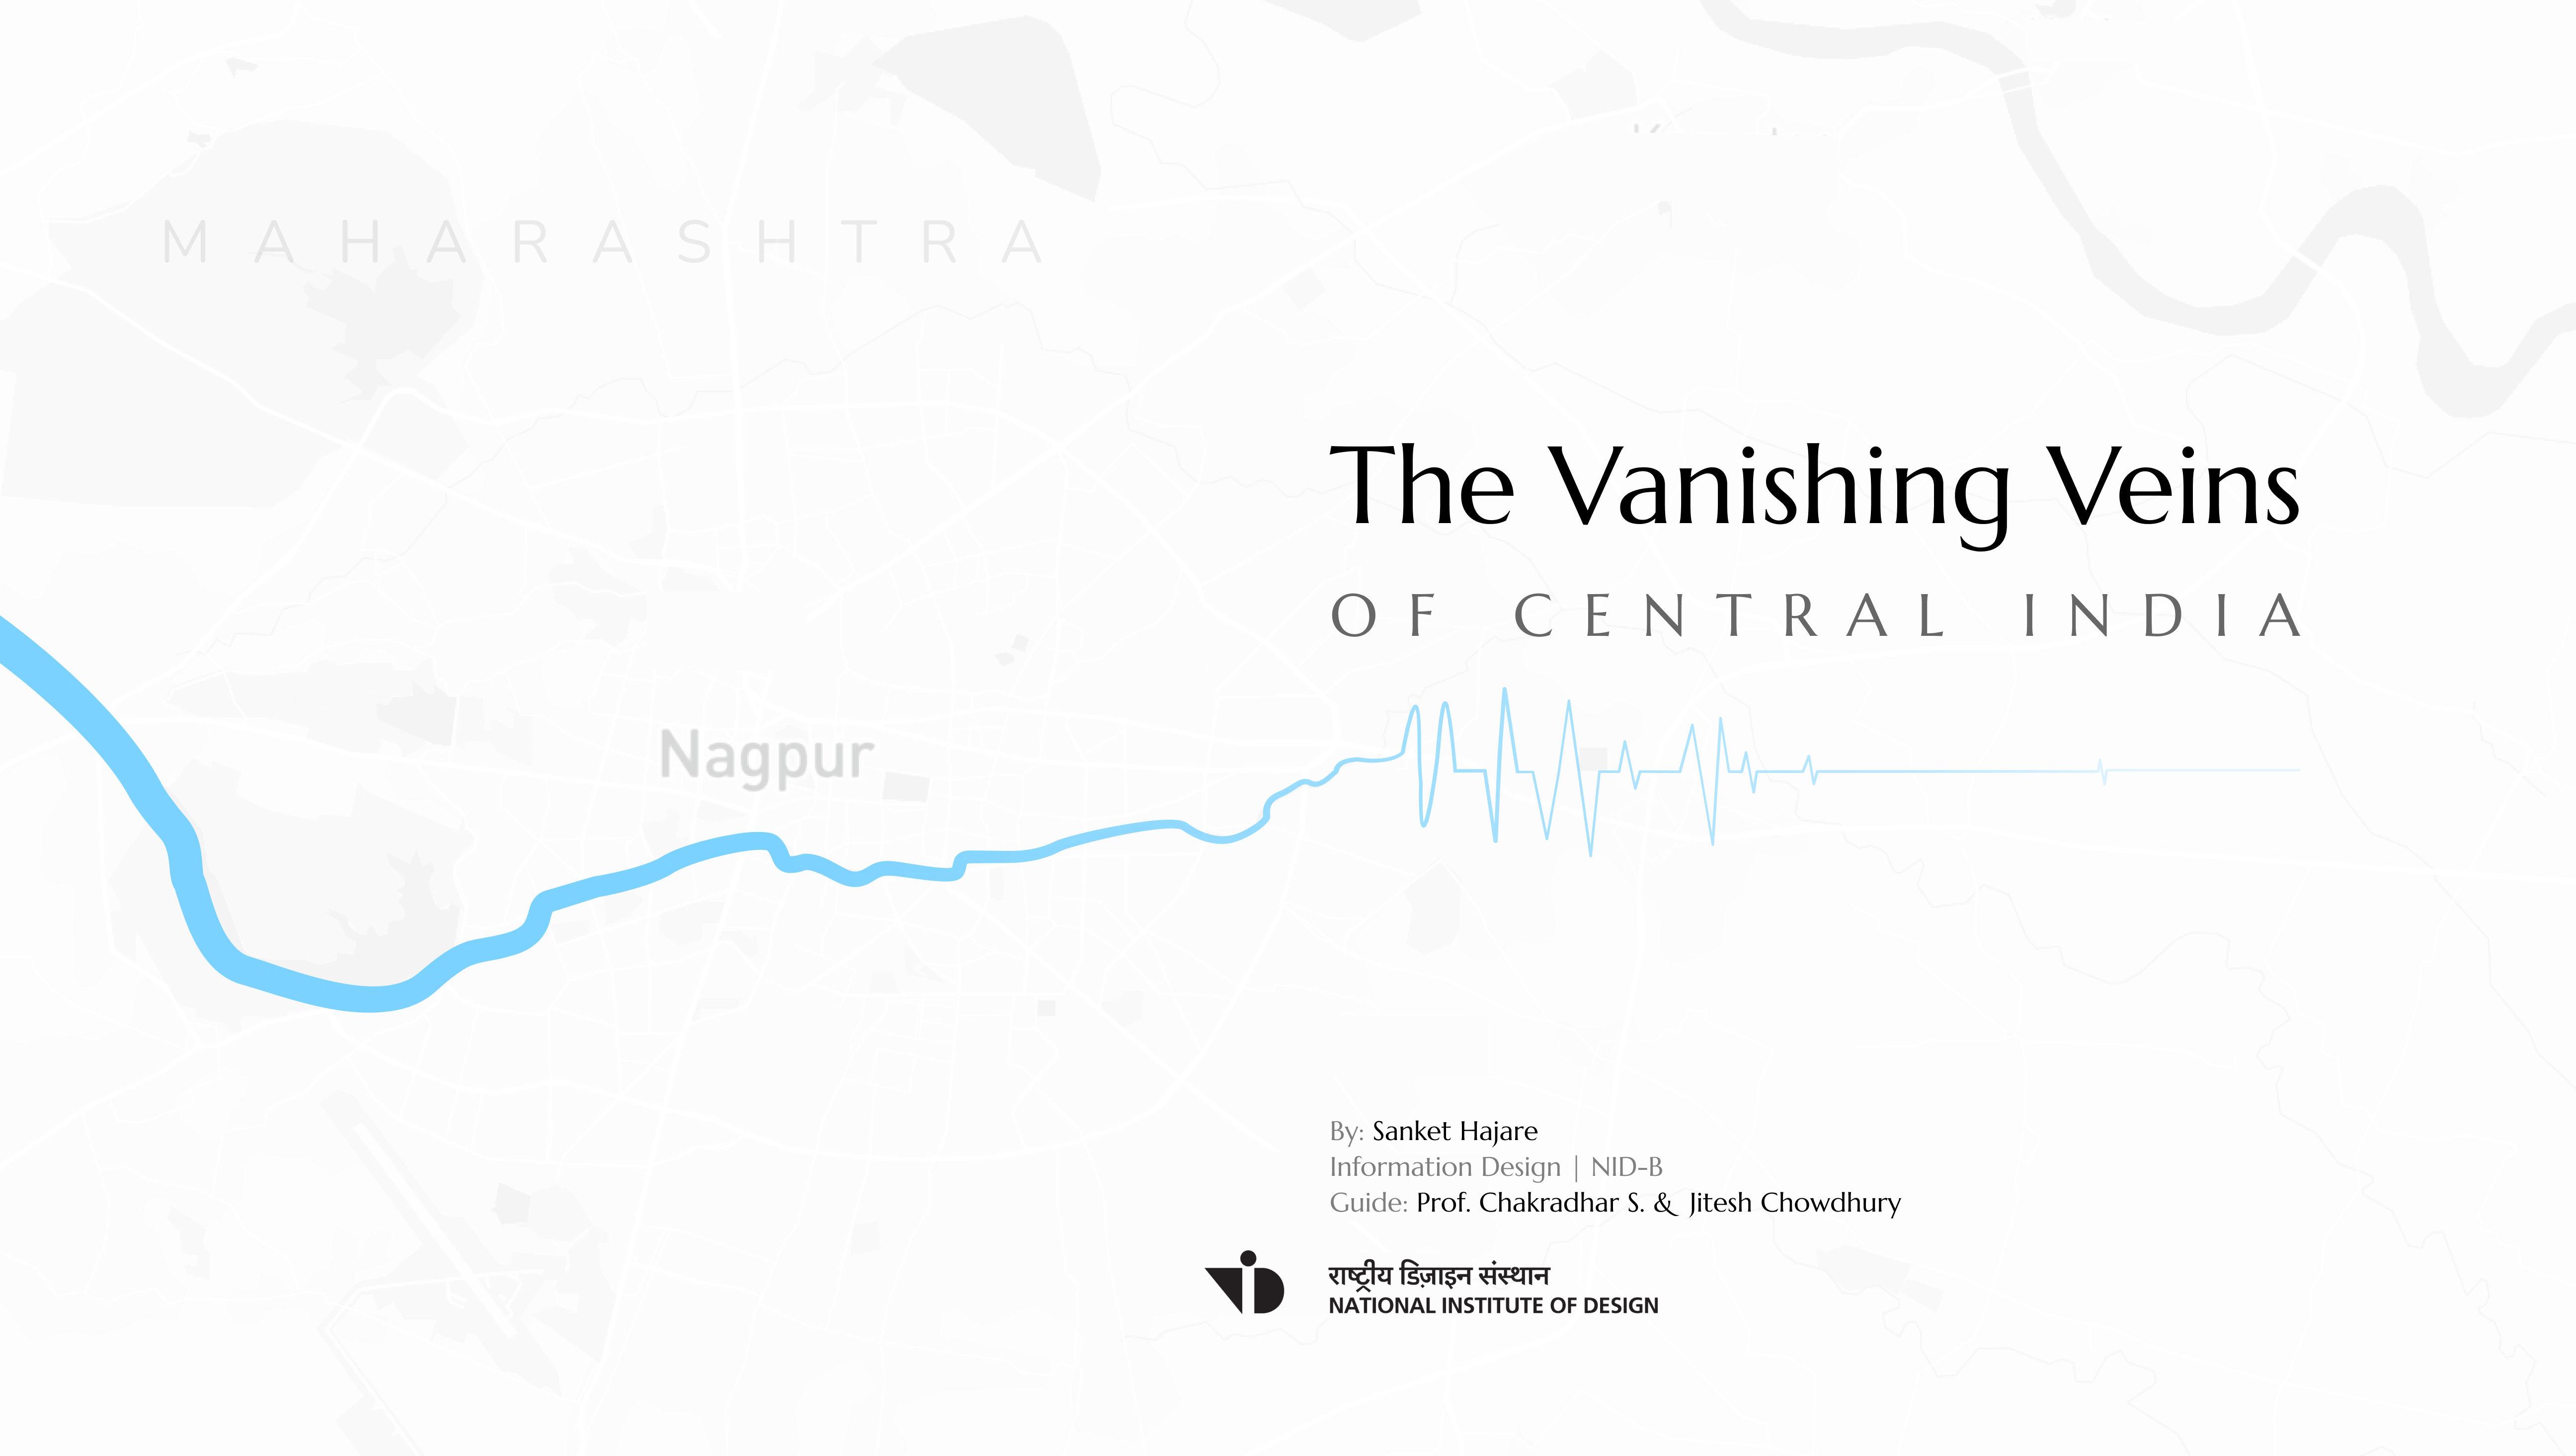 MAHARASHTRA
The Vanishing Veins
OF CENTRAL INDIA
Nagpur
By: Sanket Hajare
Information Design | NID-B
Guide: Prof. Chakradhar S. & Jitesh Chowdhury
राष्ट्रीय डिज़ाइन संस्थान
NATIONAL INSTITUTE OF DESIGN